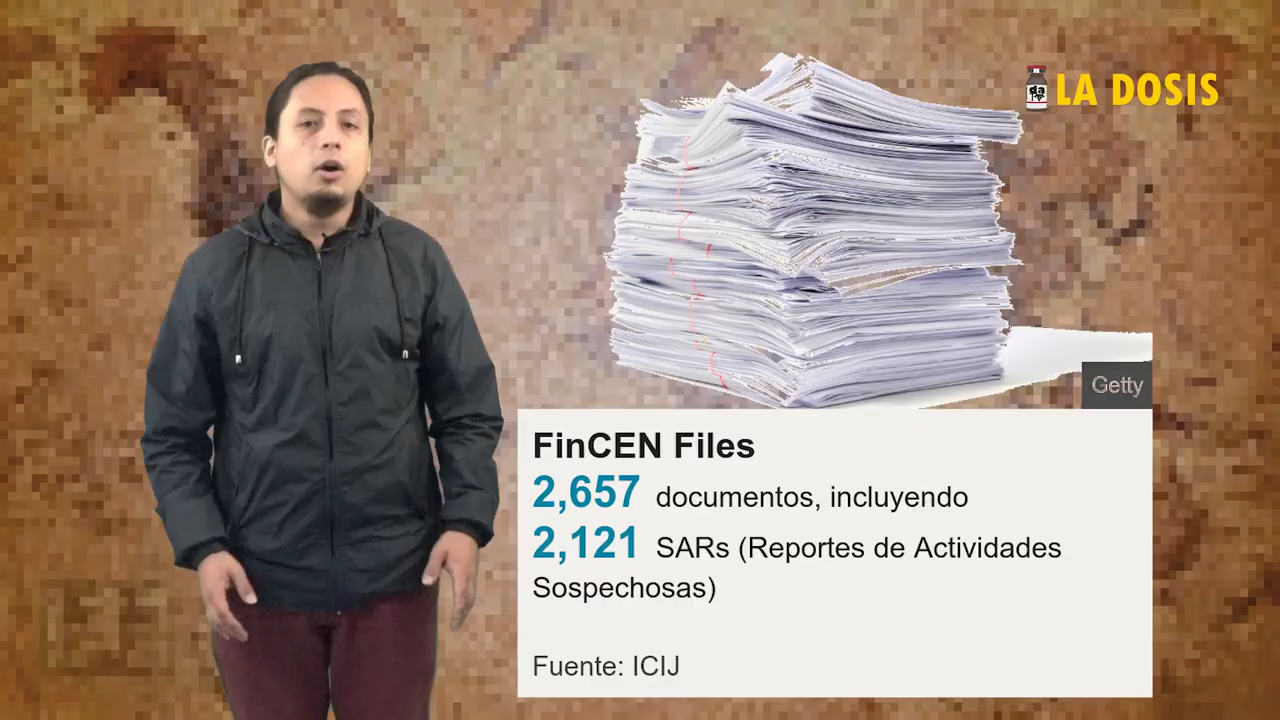 LA DOSIS
Getty
FinCEN Files
2,657 documentos, incluyendo
2,121 SARs (Reportes de Actividades
Sospechosas)
Fuente: ICIJ